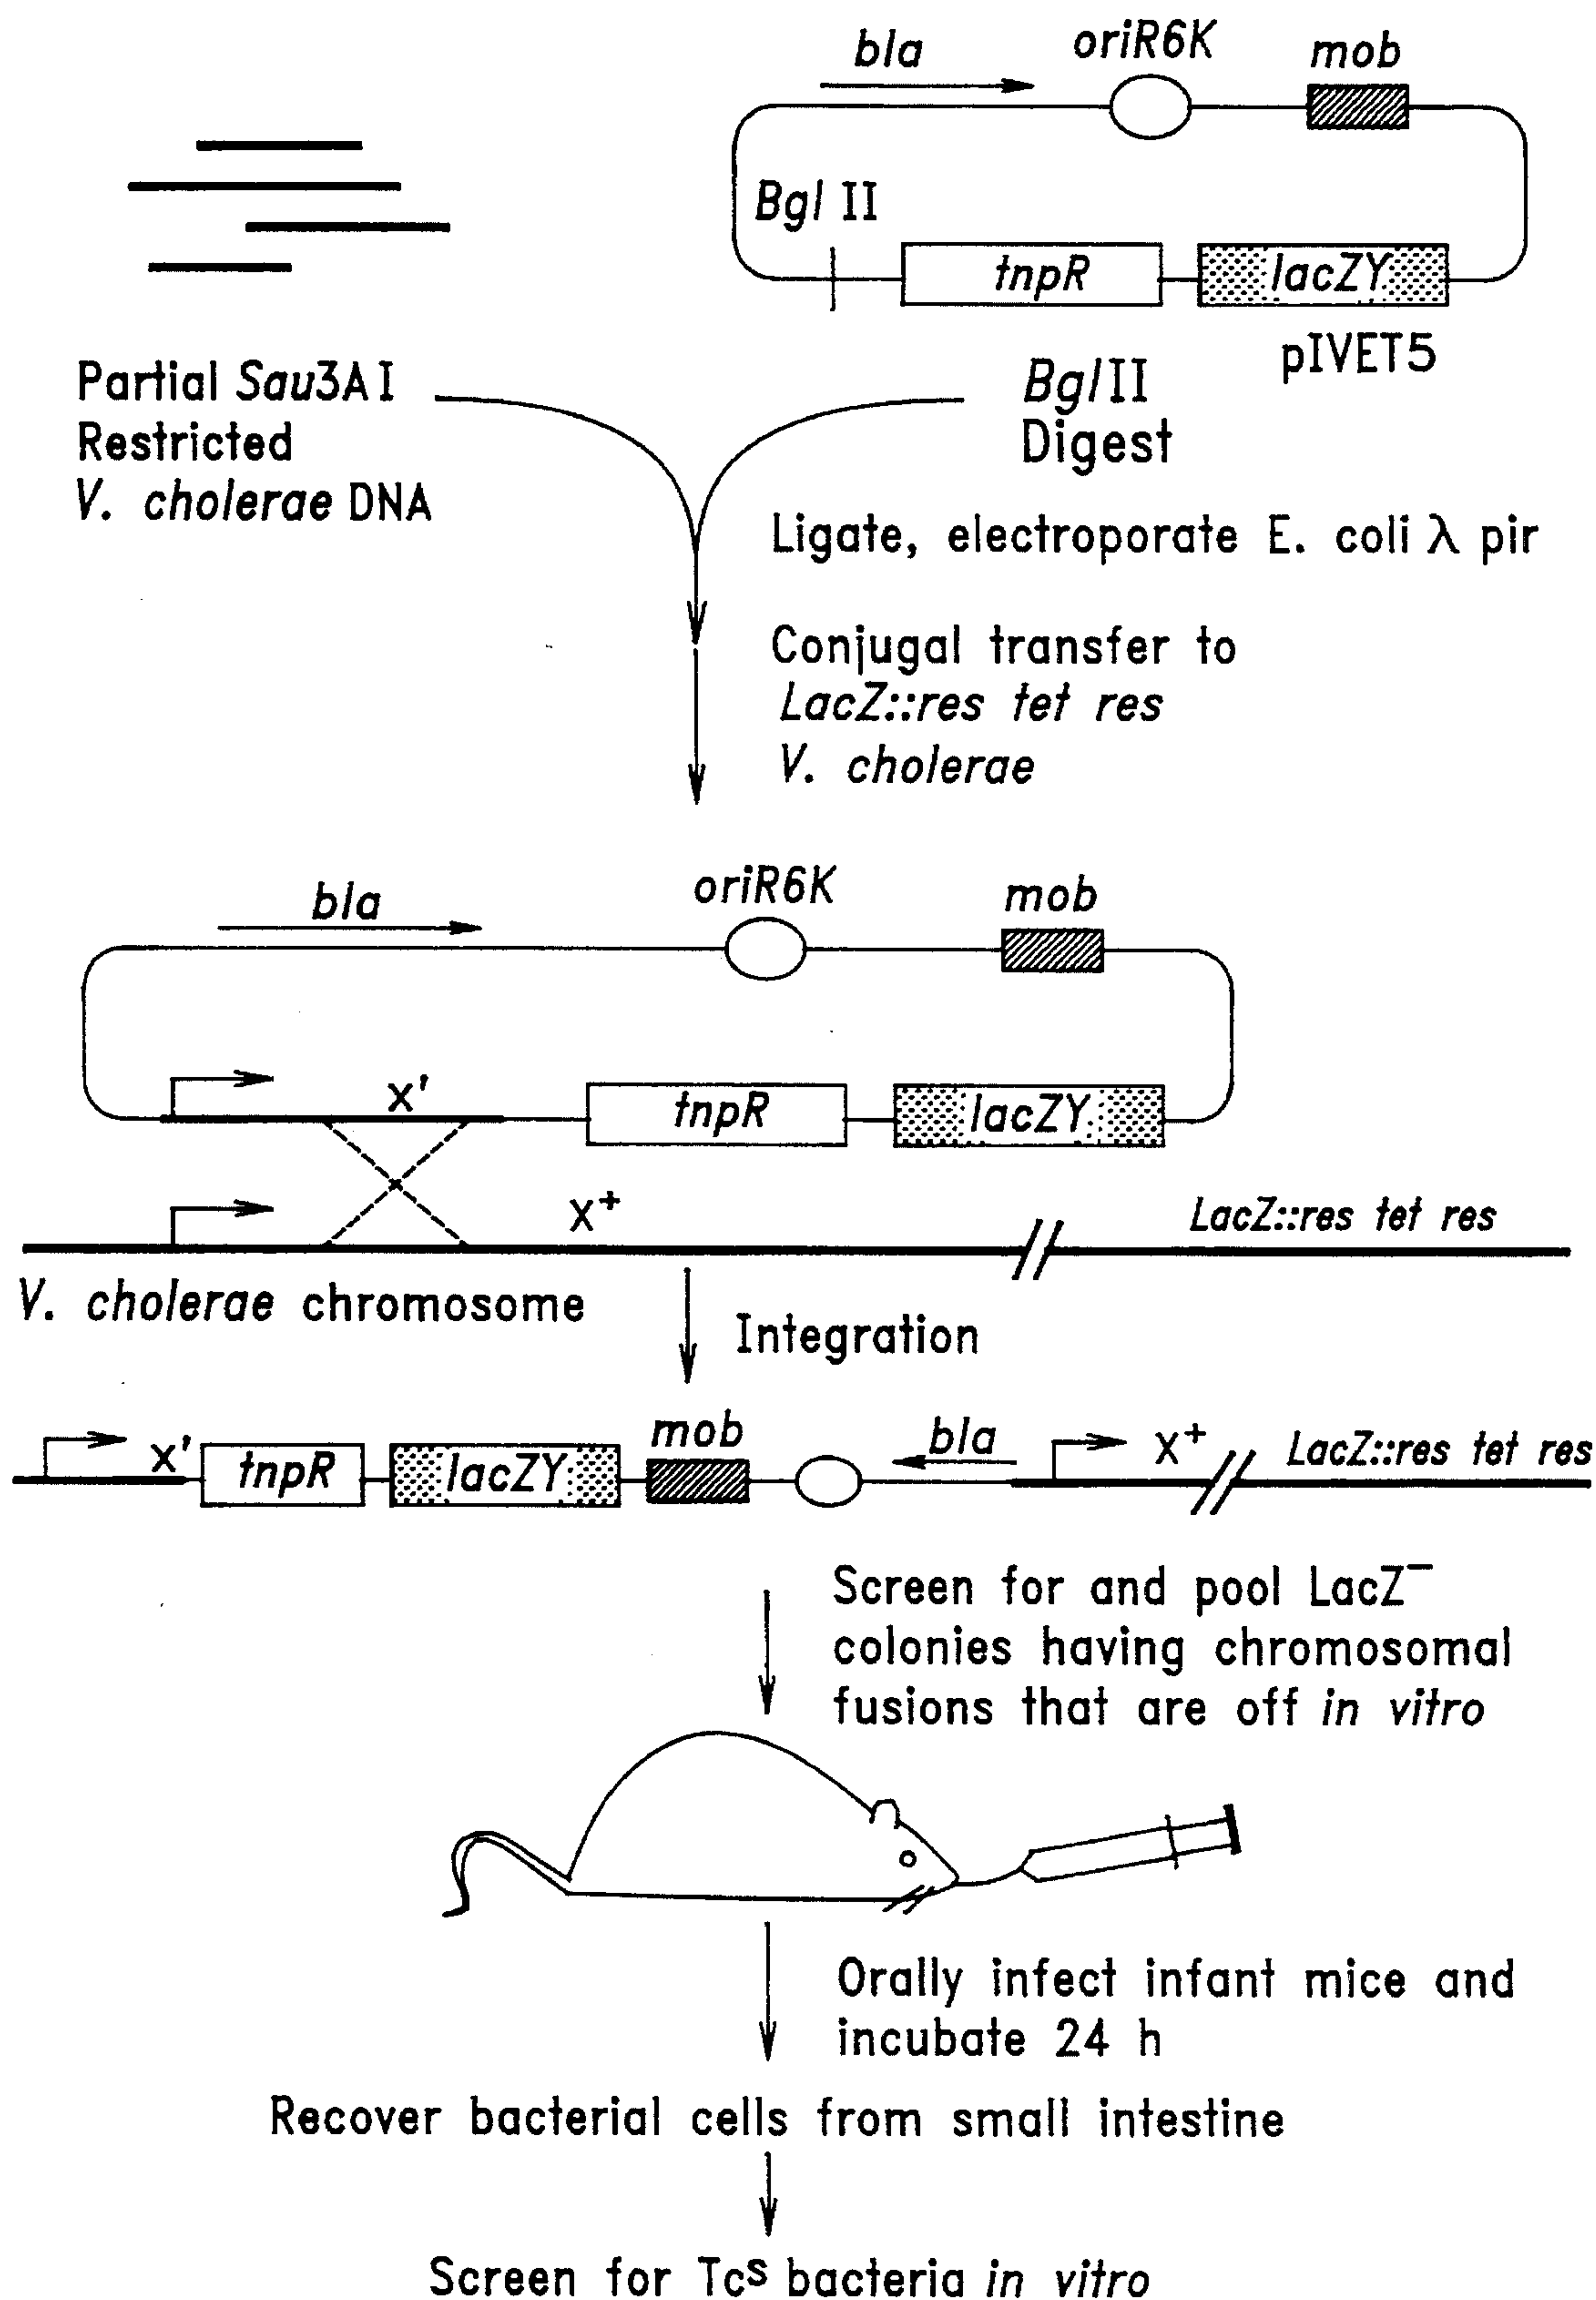 bla
oriR6K
mob
Bgl II
tnpR
lacZY
pIVET5
Partial Sau3A I
Restricted
V. cholerae DNA
BglII
Digest
Ligate, electroporate E. coli λ pir
Conjugal transfer to
LacZ::res tet res
V. cholerae
bla
oriR6K
mob
X'
tnpR
lacZY
X⁺
LacZ::res tet res
V. cholerae chromosome
Integration
X'
tnpR
lacZY
mob
bla
X⁺
LacZ::res tet res
Screen for and pool LacZ⁻
colonies having chromosomal
fusions that are off in vitro
Orally infect infant mice and
incubate 24 h
Recover bacterial cells from small intestine
Screen for Tcˢ bacteria in vitro